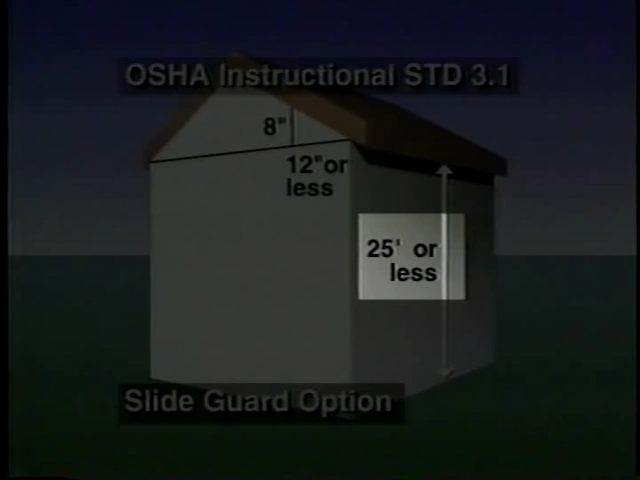 OSHA Instructional STD 3.1
8"
12" or
less
25' or
less
Slide Guard Option